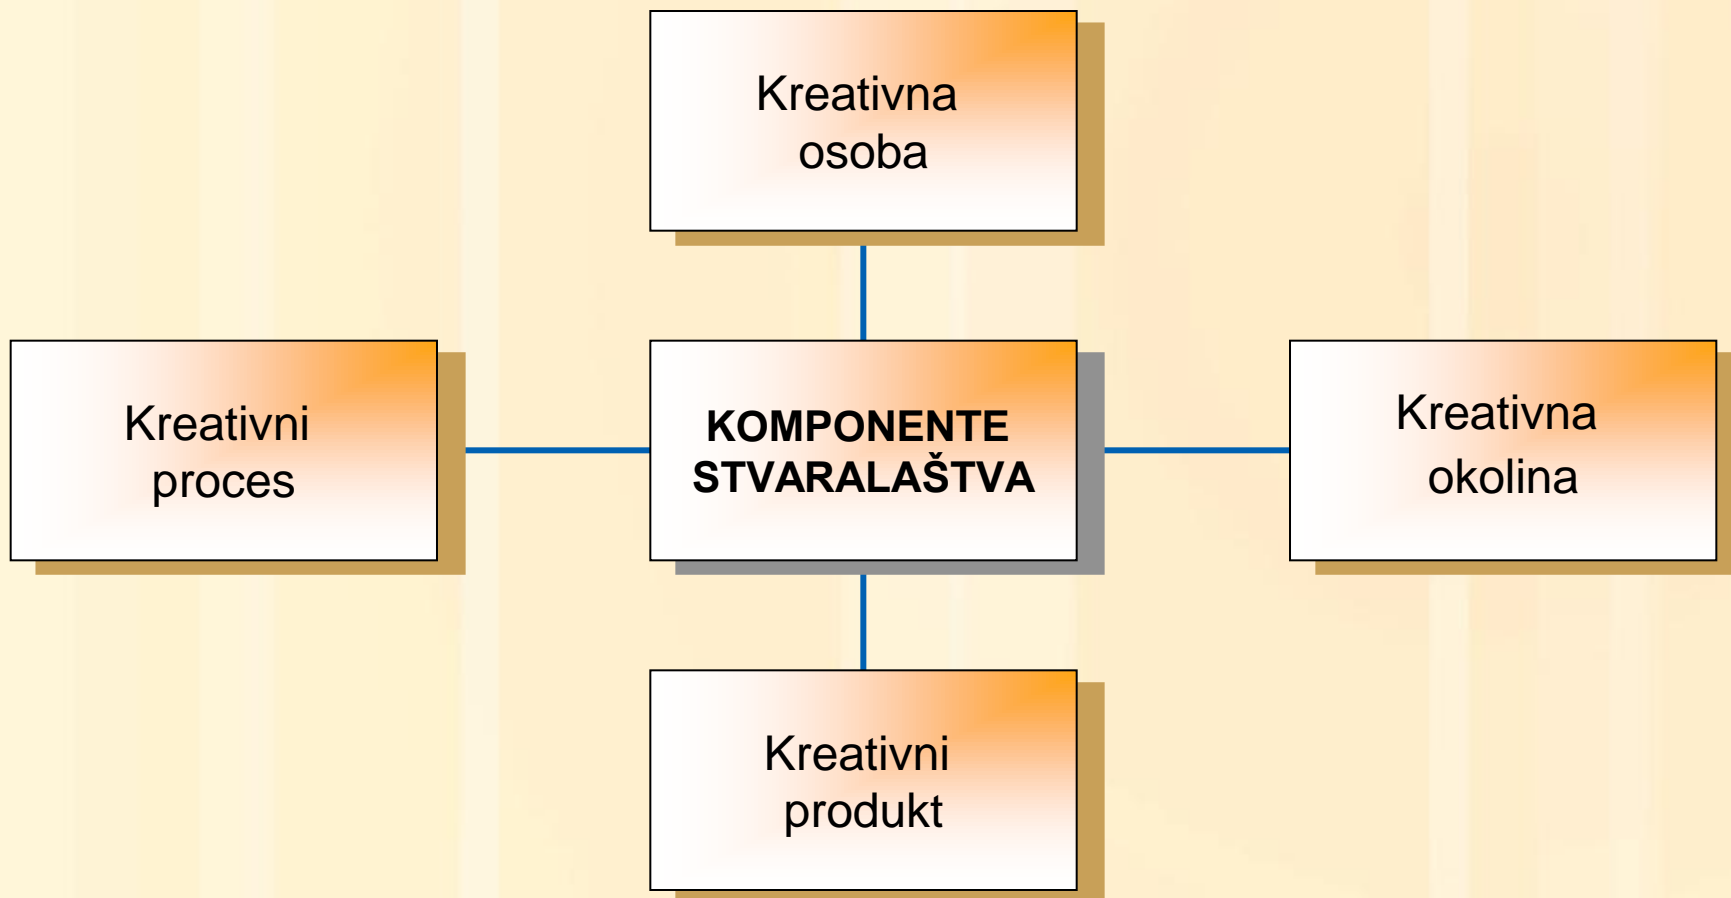 Kreativna
osoba
Kreativni
proces
KOMPONENTE
STVARALAŠTVA
Kreativna
okolina
Kreativni
produkt